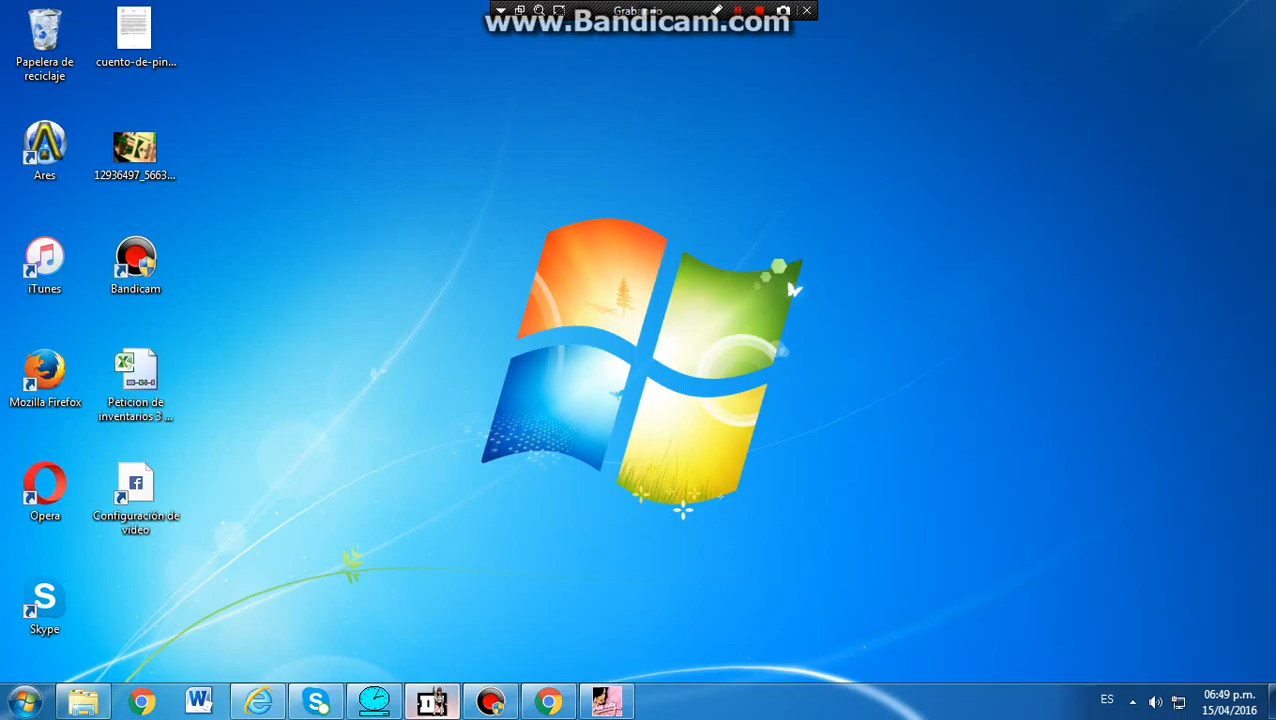 www.Bandicam.com
Papelera de
reciclaje
cuento-de-pin...
Ares
12936497_5663...
iTunes
Bandicam
Mozilla Firefox
Peticion de
inventarios 3 ...
Opera
Configuración de
video
Skype
ES
06:49 p.m.
15/04/2016